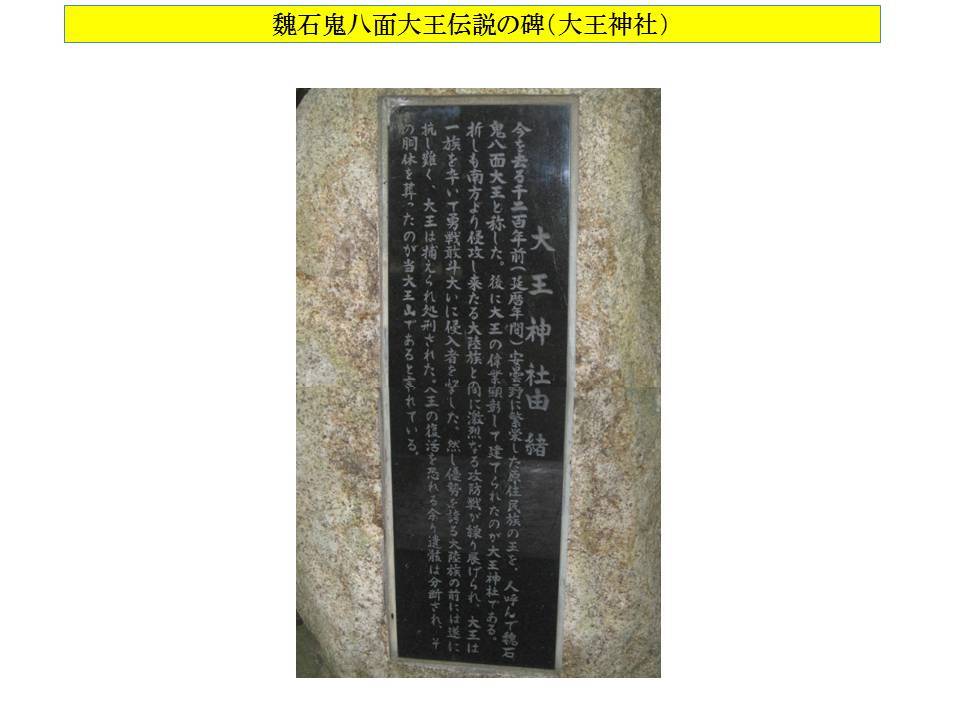 魏石鬼八面大王伝説の碑(大王神社)
大王神社由緒
今を去る千二百年前(延暦年間)安曇野に繁栄した原住民族の王を、人呼んで魏石
鬼八面大王と称した。後に大王の偉業顕彰して建てられたのが大王神社である。
折しも南方より侵攻し来たる大陸族と間に激烈なる攻防戦が繰り展げられ、大王は
一族を率いて勇戦敢斗大いに侵入者を撃した。然し優勢を誇る大陸族の前には遂に
抗し難く、大王は捕えられ処刑された。大王の復活を恐れる余り遺骸は分断され、そ
の胴体を葬ったのが当大王山であると言れている。